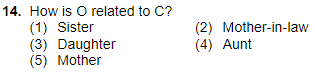 14. How is O related to C?
(1) Sister (2) Mother-in-law
(3) Daughter (4) Aunt
(5) Mother